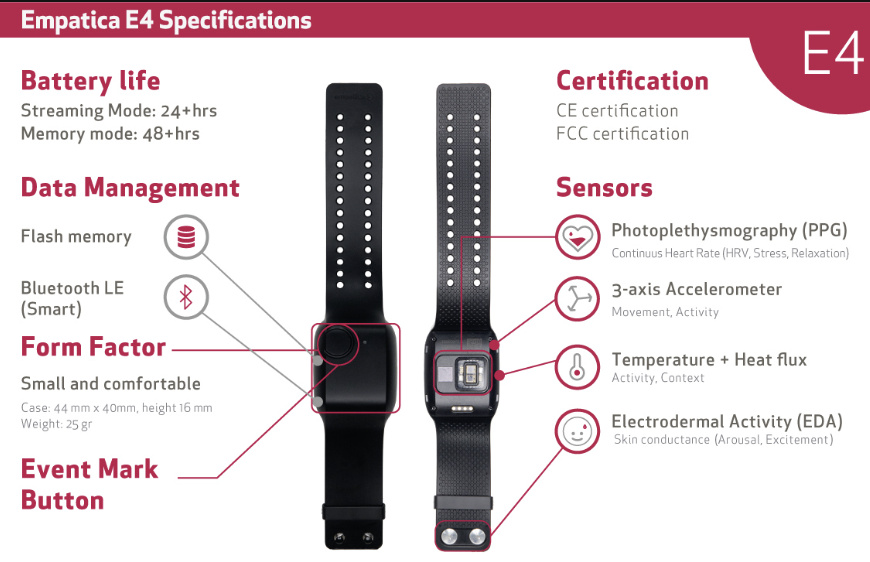 Empatica E4 Specifications
E4
Battery life
Streaming Mode: 24+hrs
Memory mode: 48+hrs
Data Management
Flash memory
Bluetooth LE
(Smart)
Form Factor
Small and comfortable
Case: 44 mm x 40mm, height 16 mm
Weight: 25 gr
Event Mark
Button
Certification
CE certification
FCC certification
Sensors
Photoplethysmography (PPG)
Continuus Heart Rate (HRV, Stress, Relaxation)
3-axis Accelerometer
Movement, Activity
Temperature + Heat flux
Activity, Context
Electrodermal Activity (EDA)
Skin conductance (Arousal, Excitement)